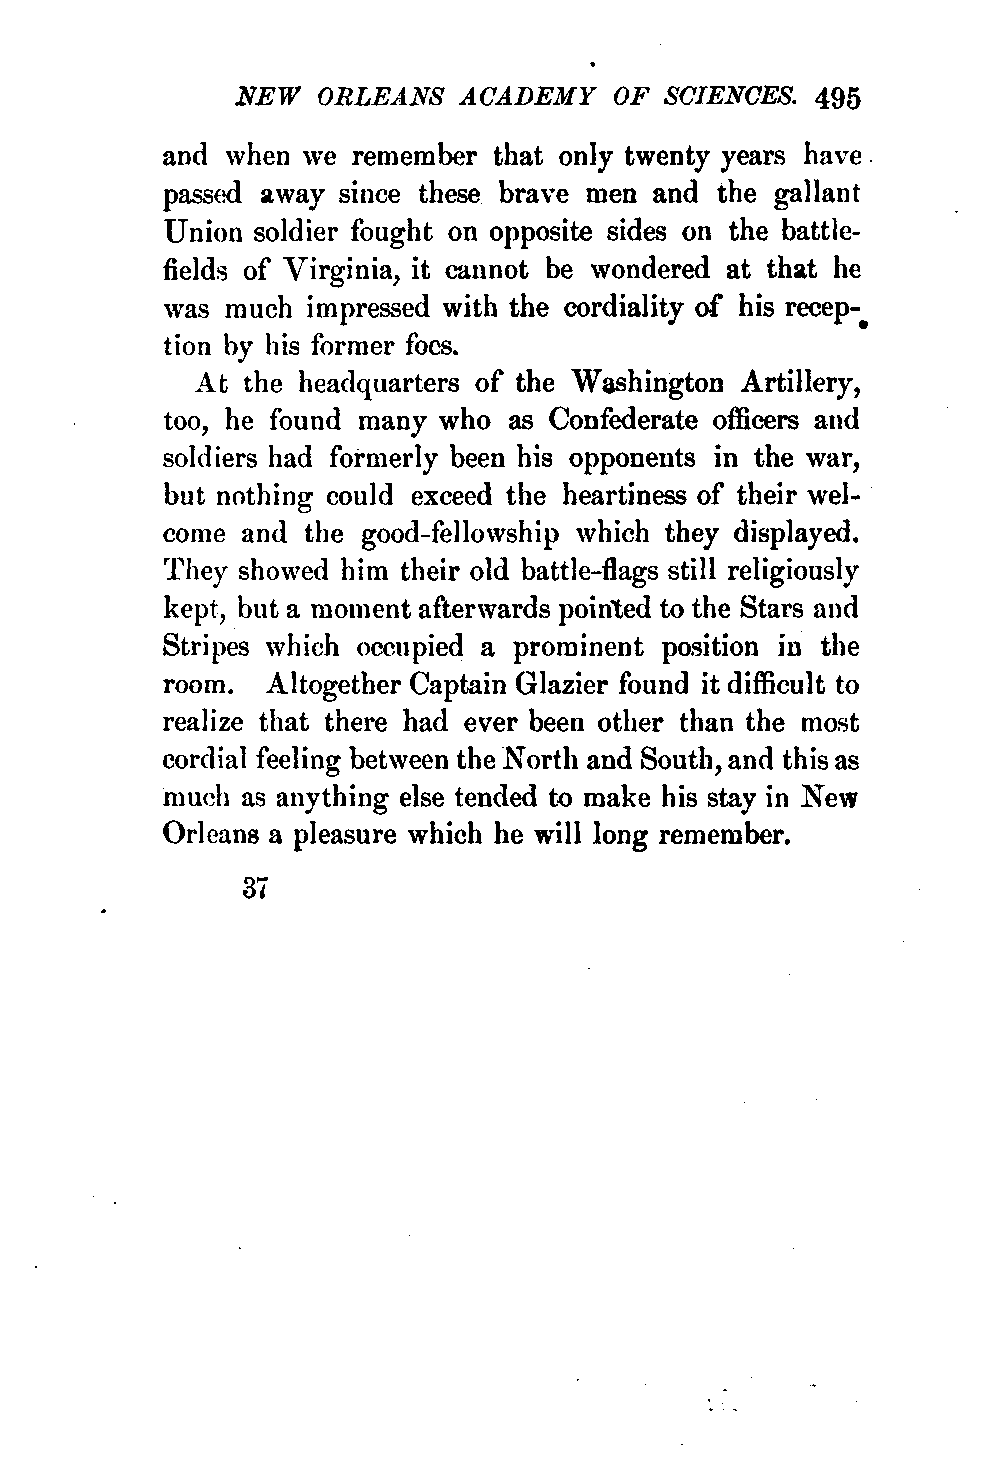 NEW ORLEANS ACADEMY OF SCIENCES. 495
and when we remember that only twenty years have
passed away since these brave men and the gallant
Union soldier fought on opposite sides on the battle-
fields of Virginia, it cannot be wondered at that he
was much impressed with the cordiality of his recep-
tion by his former foes.
At the headquarters of the Washington Artillery,
too, he found many who as Confederate officers and
soldiers had formerly been his opponents in the war,
but nothing could exceed the heartiness of their wel-
come and the good-fellowship which they displayed.
They showed him their old battle-flags still religiously
kept, but a moment afterwards pointed to the Stars and
Stripes which occupied a prominent position in the
room. Altogether Captain Glazier found it difficult to
realize that there had ever been other than the most
cordial feeling between the North and South, and this as
much as anything else tended to make his stay in New
Orleans a pleasure which he will long remember.
37